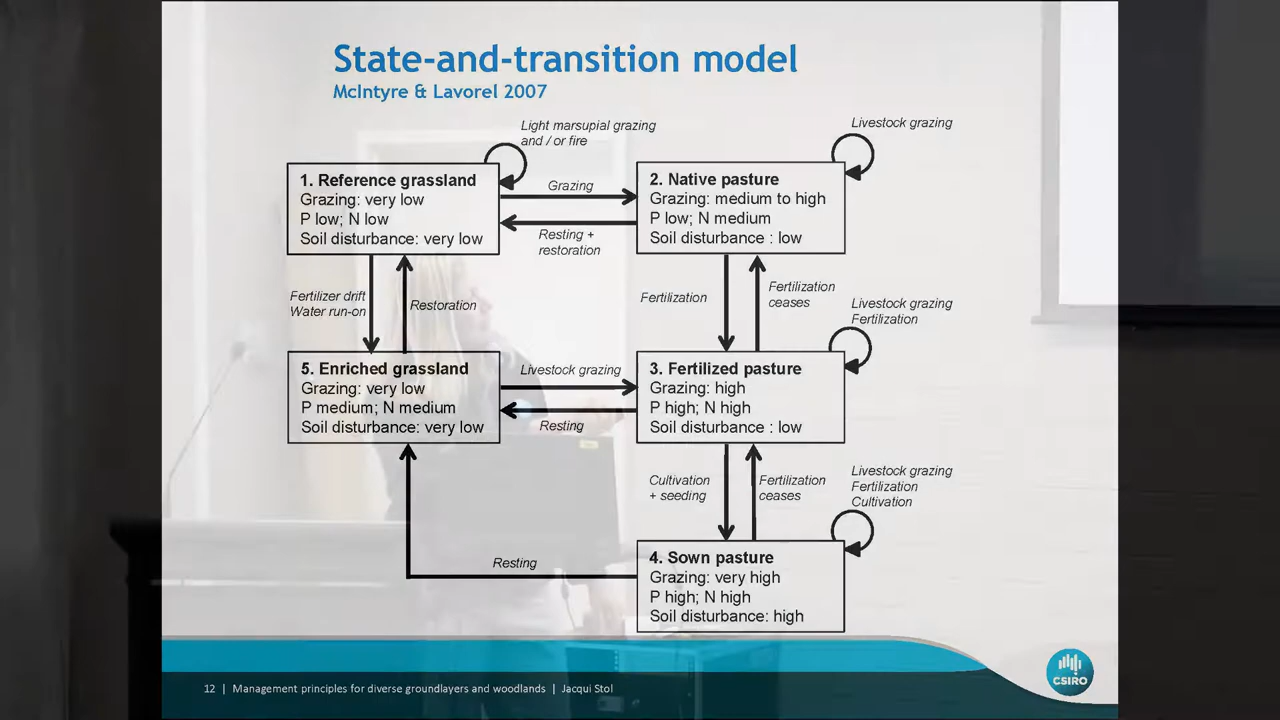 State-and-transition model
McIntyre & Lavorel 2007
Light marsupial grazing
and / or fire
Livestock grazing
1. Reference grassland
Grazing: very low
P low; N low
Soil disturbance: very low
Grazing
Resting +
restoration
2. Native pasture
Grazing: medium to high
P low; N medium
Soil disturbance : low
Fertilizer drift
Water run-on
Restoration
Fertilization
Fertilization
ceases
Livestock grazing
Fertilization
5. Enriched grassland
Grazing: very low
P medium; N medium
Soil disturbance: very low
Livestock grazing
Resting
3. Fertilized pasture
Grazing: high
P high; N high
Soil disturbance : low
Cultivation
+ seeding
Fertilization
ceases
Livestock grazing
Fertilization
Cultivation
Resting
4. Sown pasture
Grazing: very high
P high; N high
Soil disturbance: high
12 | Management principles for diverse groundlayers and woodlands | Jacqui Stol
CSIRO